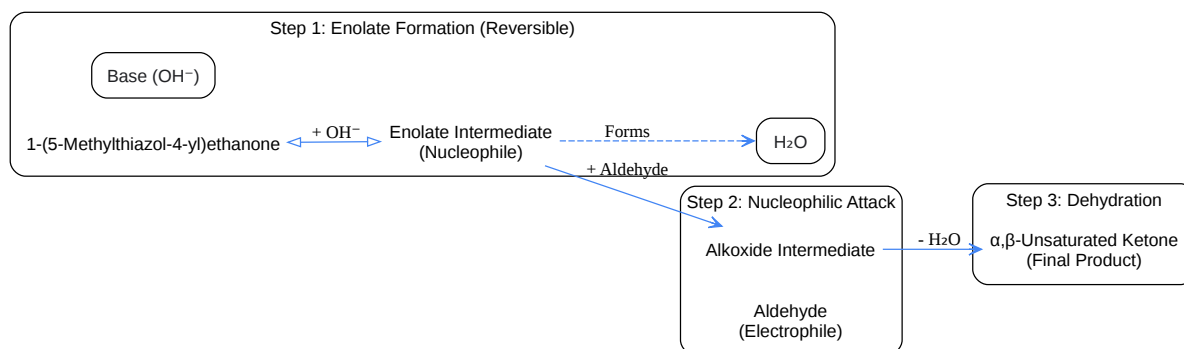 Step 1: Enolate Formation (Reversible)
Base (OH⁻)
1-(5-Methylthiazol-4-yl)ethanone
+ OH⁻
Enolate Intermediate
(Nucleophile)
Forms
H₂O
+ Aldehyde
Step 2: Nucleophilic Attack
Alkoxide Intermediate
Aldehyde
(Electrophile)
- H₂O
Step 3: Dehydration
α,β-Unsaturated Ketone
(Final Product)